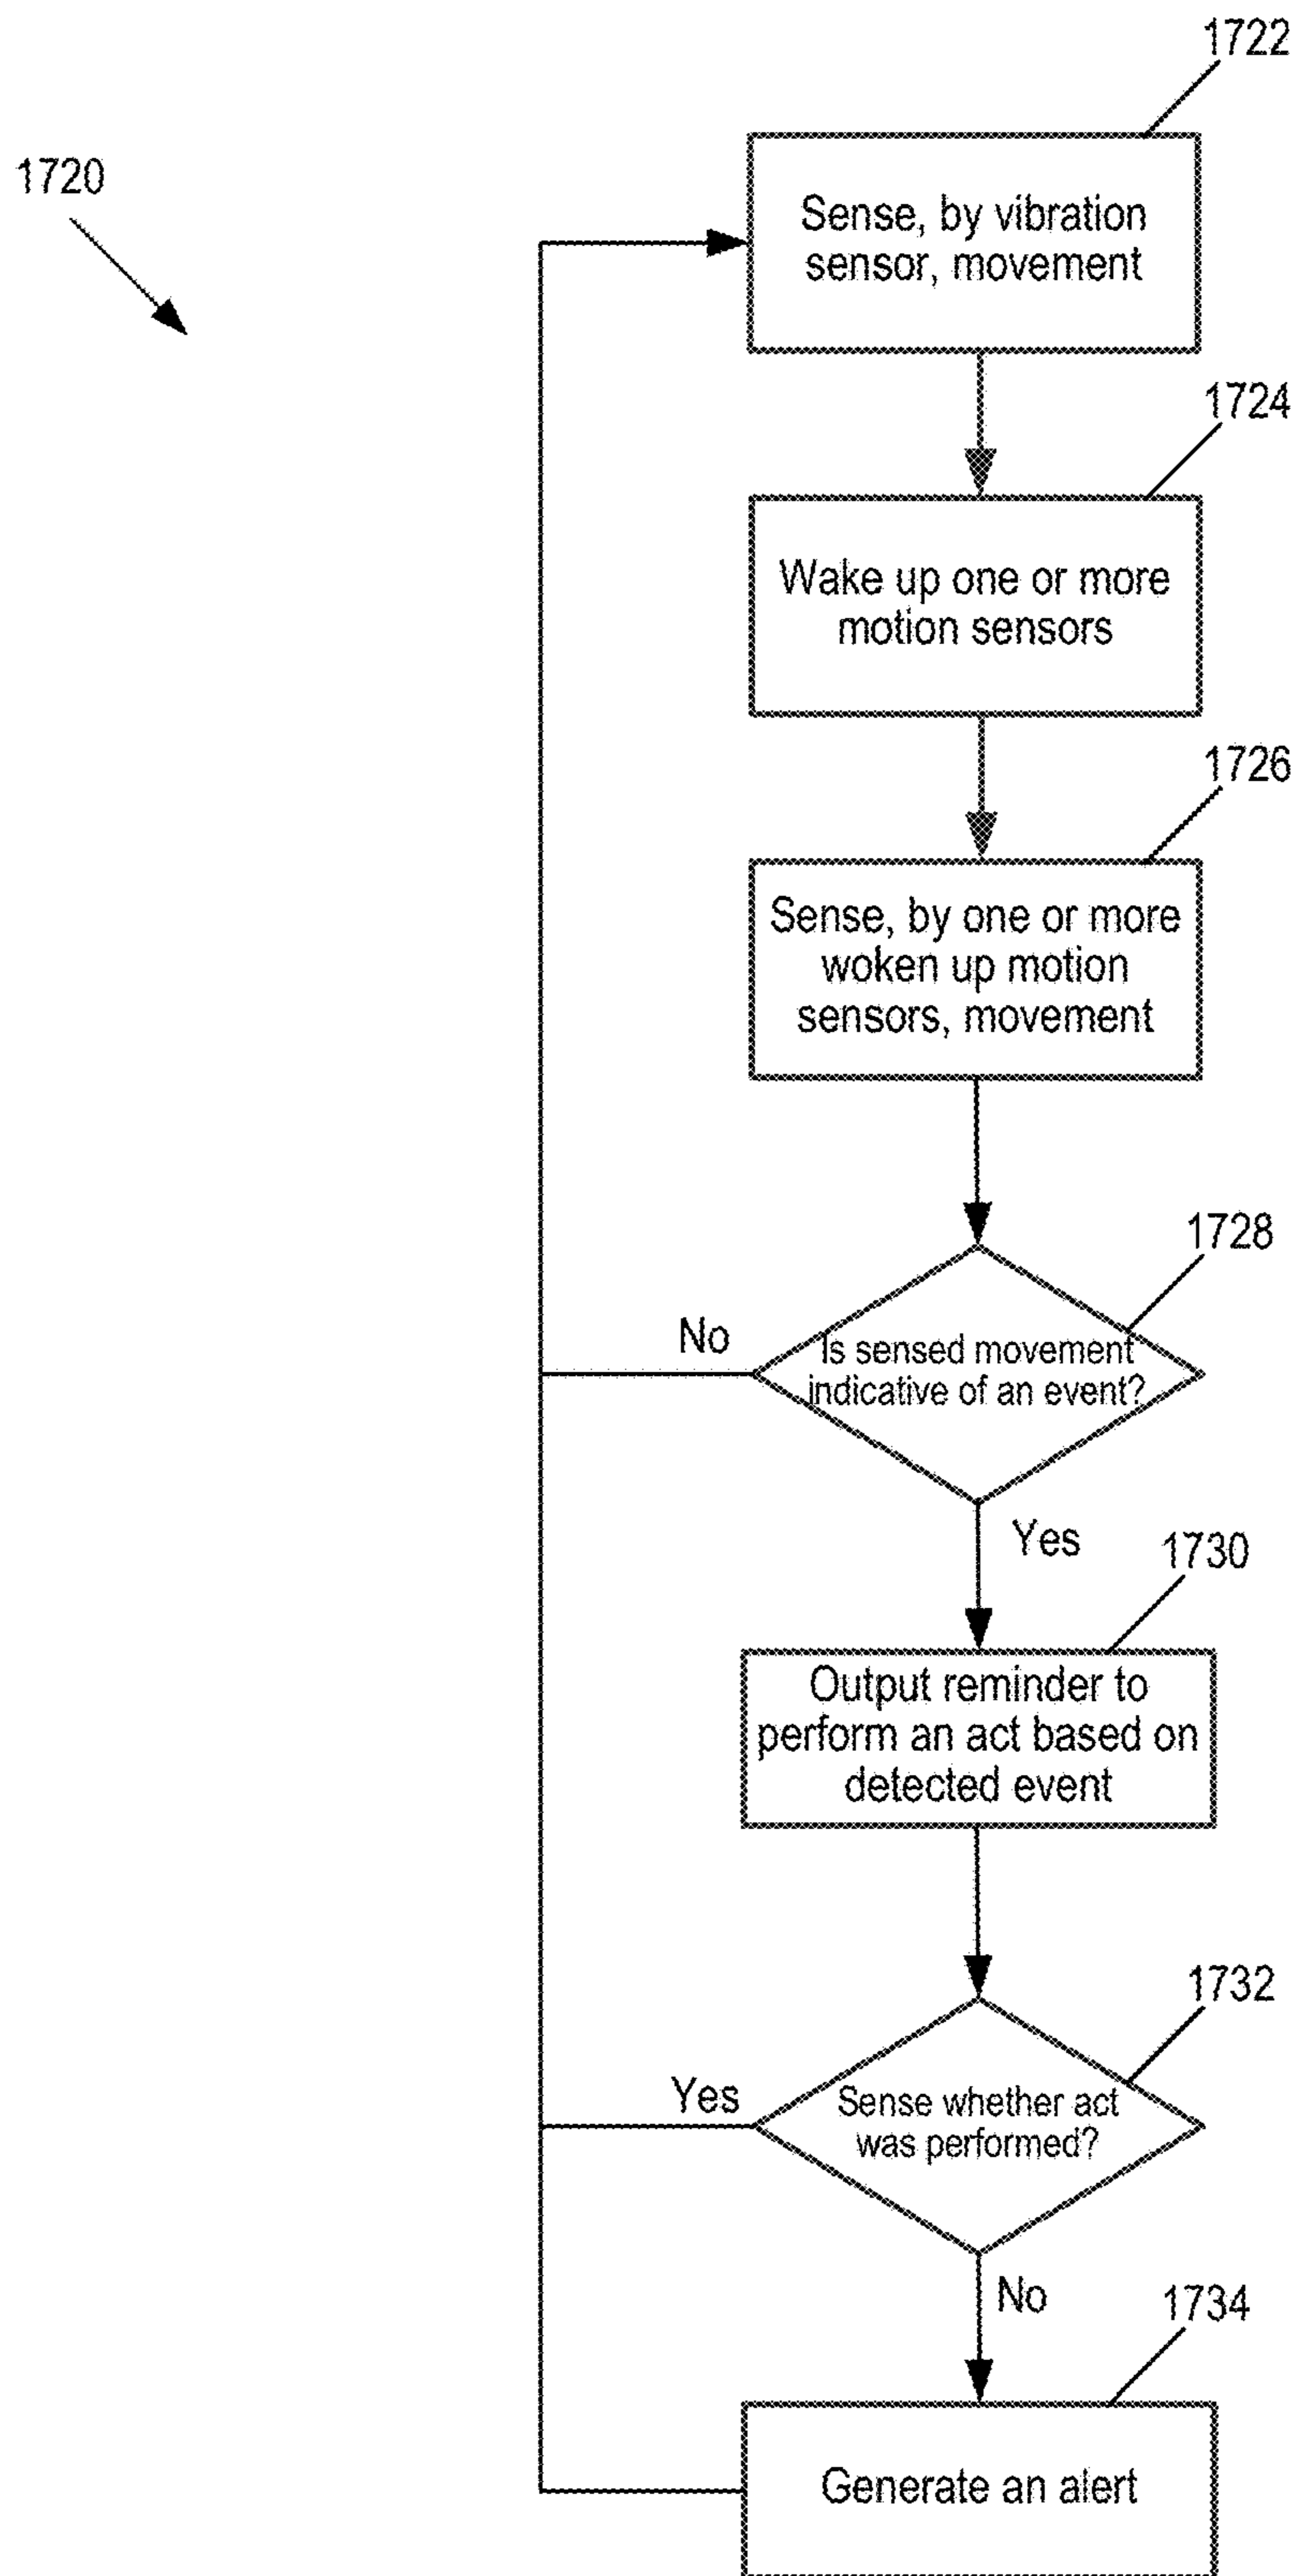 1722
1720
Sense, by vibration
sensor, movement
1724
Wake up one or more
motion sensors
1726
Sense, by one or more
woken up motion
sensors, movement
1728
No
Is sensed movement
indicative of an event?
Yes
1730
Output reminder to
perform an act based on
detected event
1732
Yes
Sense whether act
was performed?
No
1734
Generate an alert